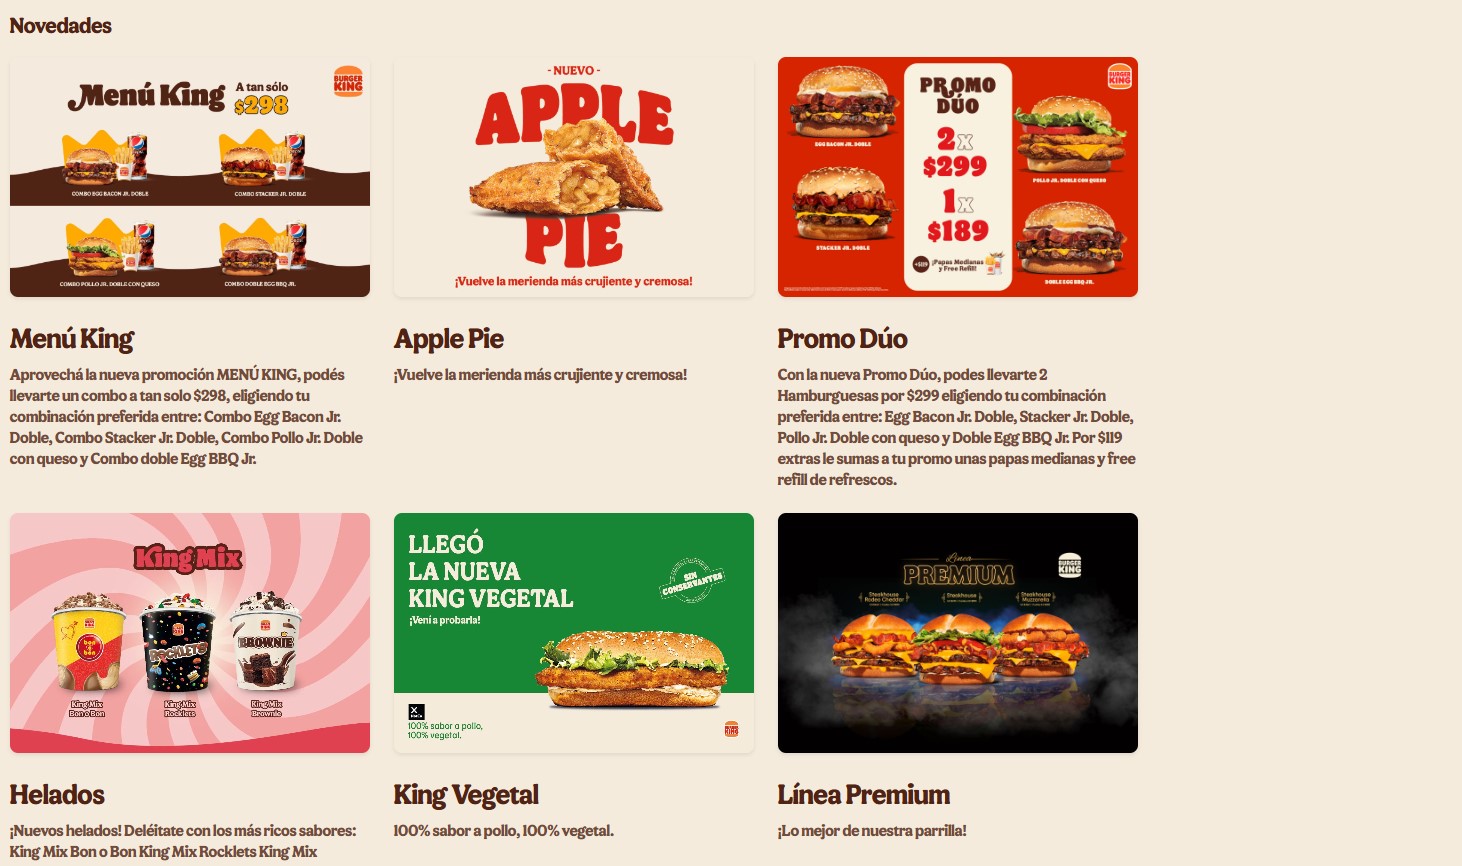 Novedades
Menú King
A tan sólo
$298
BURGER
KING
COMBO EGG BACON JR. DOBLE
COMBO STACKER JR. DOBLE
COMBO POLLO JR. DOBLE CON QUESO
COMBO DOBLE EGG BBQ JR.
- NUEVO -
APPLE
PIE
¡Vuelve la merienda más crujiente y cremosa!
PROMO
DÚO
2x
$299
1x
$189
+$119
¡Papas Medianas
y Free Refill!
EGG BACON JR. DOBLE
STACKER JR. DOBLE
BURGER
KING
POLLO JR. DOBLE CON QUESO
DOBLE EGG BBQ JR.
Menú King
Aprovechá la nueva promoción MENÚ KING, podés
llevarte un combo a tan solo $298, eligiendo tu
combinación preferida entre: Combo Egg Bacon Jr.
Doble, Combo Stacker Jr. Doble, Combo Pollo Jr. Doble
con queso y Combo doble Egg BBQ Jr.
Apple Pie
¡Vuelve la merienda más crujiente y cremosa!
Promo Dúo
Con la nueva Promo Dúo, podes llevarte 2
Hamburguesas por $299 eligiendo tu combinación
preferida entre: Egg Bacon Jr. Doble, Stacker Jr. Doble,
Pollo Jr. Doble con queso y Doble Egg BBQ Jr. Por $119
extras le sumas a tu promo unas papas medianas y free
refill de refrescos.
King Mix
bon o bon
ROCKLETS
BROWNIE
King Mix
Bon o Bon
King Mix
Rocklets
King Mix
Brownie
LLEGÓ
LA NUEVA
KING VEGETAL
¡Vení a probarla!
SIN
CONSERVANTES
100% sabor a pollo,
100% vegetal.
BURGER
KING
Línea
PREMIUM
BURGER
KING
Steakhouse
Rodeo Cheddar
Steakhouse
Steakhouse
Muzzarella
Helados
¡Nuevos helados! Deléitate con los más ricos sabores:
King Mix Bon o Bon King Mix Rocklets King Mix
King Vegetal
100% sabor a pollo, 100% vegetal.
Línea Premium
¡Lo mejor de nuestra parrilla!